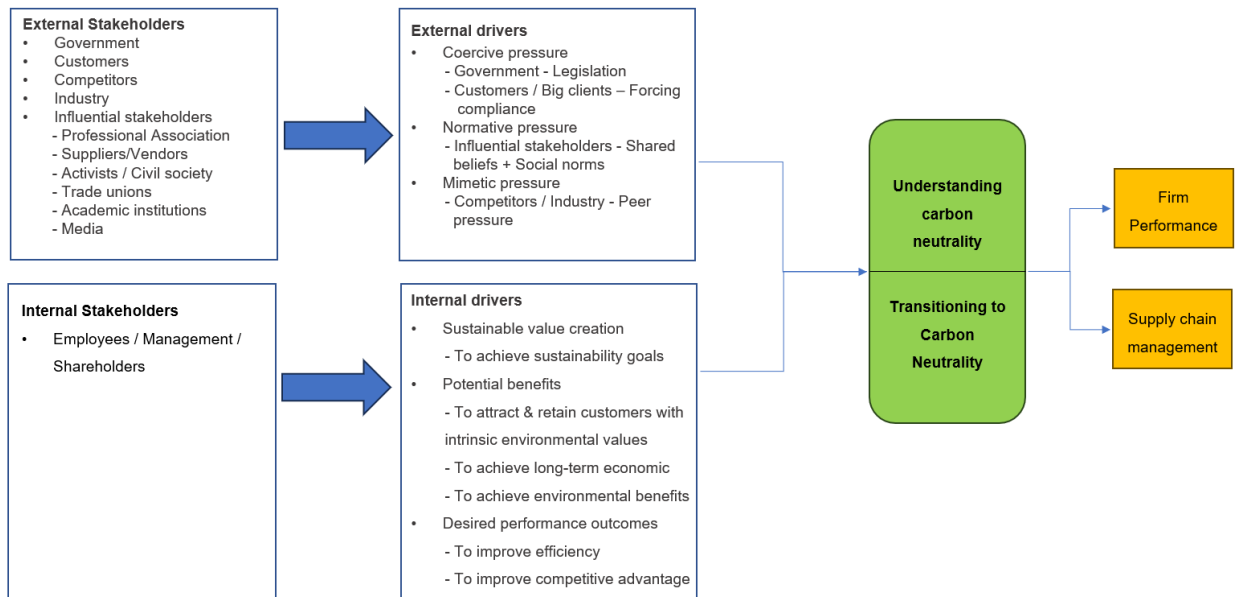 External Stakeholders
• Government
• Customers
• Competitors
• Industry
• Influential stakeholders
- Professional Association
- Suppliers/Vendors
- Activists / Civil society
- Trade unions
- Academic institutions
- Media
External drivers
• Coercive pressure
- Government - Legislation
- Customers / Big clients – Forcing
compliance
• Normative pressure
- Influential stakeholders - Shared
beliefs + Social norms
• Mimetic pressure
- Competitors / Industry - Peer
pressure
Internal Stakeholders
• Employees / Management /
Shareholders
Internal drivers
• Sustainable value creation
- To achieve sustainability goals
• Potential benefits
- To attract & retain customers with
intrinsic environmental values
- To achieve long-term economic
- To achieve environmental benefits
• Desired performance outcomes
- To improve efficiency
- To improve competitive advantage
Understanding
carbon
neutrality
Transitioning to
Carbon
Neutrality
Firm
Performance
Supply chain
management